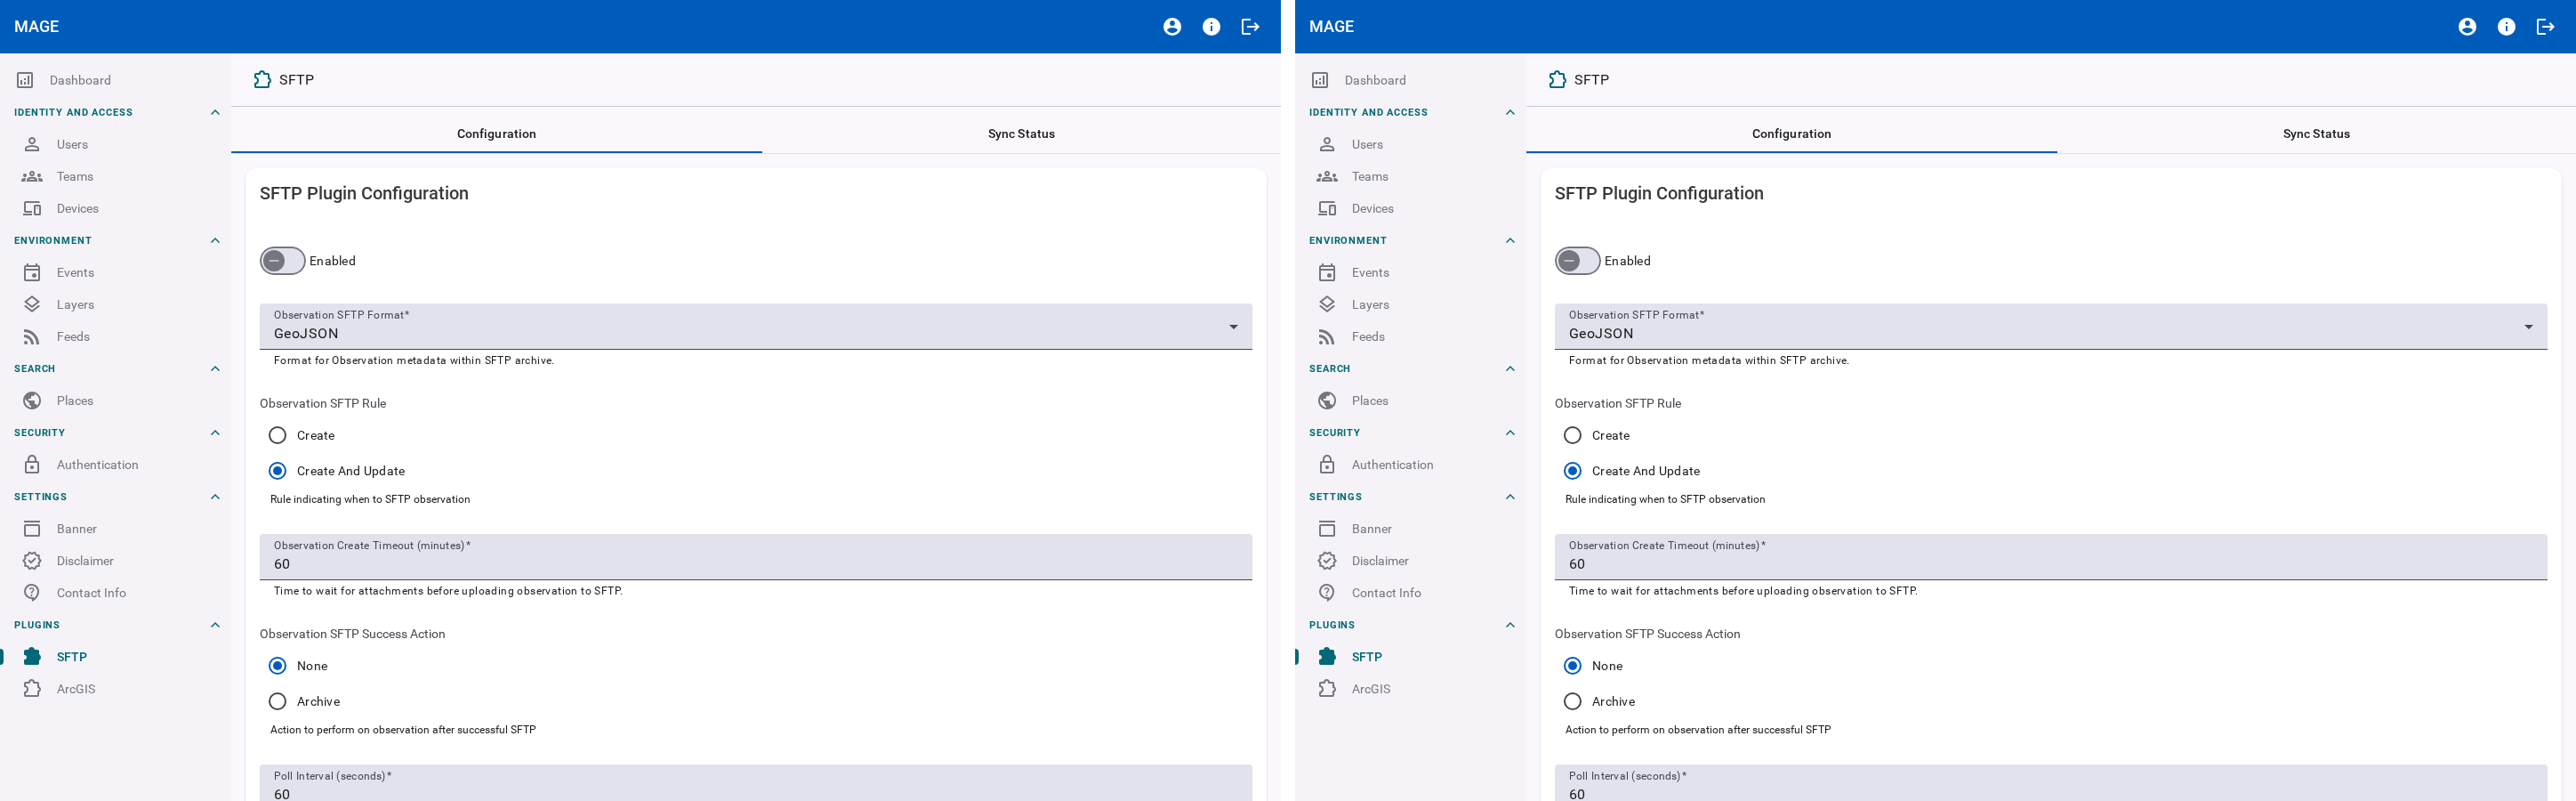 MAGE
Dashboard
IDENTITY AND ACCESS
Users
Teams
Devices
ENVIRONMENT
Events
Layers
Feeds
SEARCH
Places
SECURITY
Authentication
SETTINGS
Banner
Disclaimer
Contact Info
PLUGINS
SFTP
ArcGIS
SFTP
Configuration
Sync Status
SFTP Plugin Configuration
Enabled
Observation SFTP Format*
GeoJSON
Format for Observation metadata within SFTP archive.
Observation SFTP Rule
Create
Create And Update
Rule indicating when to SFTP observation
Observation Create Timeout (minutes)*
60
Time to wait for attachments before uploading observation to SFTP.
Observation SFTP Success Action
None
Archive
Action to perform on observation after successful SFTP
Poll Interval (seconds)*
60
MAGE
Dashboard
IDENTITY AND ACCESS
Users
Teams
Devices
ENVIRONMENT
Events
Layers
Feeds
SEARCH
Places
SECURITY
Authentication
SETTINGS
Banner
Disclaimer
Contact Info
PLUGINS
SFTP
ArcGIS
SFTP
Configuration
Sync Status
SFTP Plugin Configuration
Enabled
Observation SFTP Format*
GeoJSON
Format for Observation metadata within SFTP archive.
Observation SFTP Rule
Create
Create And Update
Rule indicating when to SFTP observation
Observation Create Timeout (minutes)*
60
Time to wait for attachments before uploading observation to SFTP.
Observation SFTP Success Action
None
Archive
Action to perform on observation after successful SFTP
Poll Interval (seconds)*
60